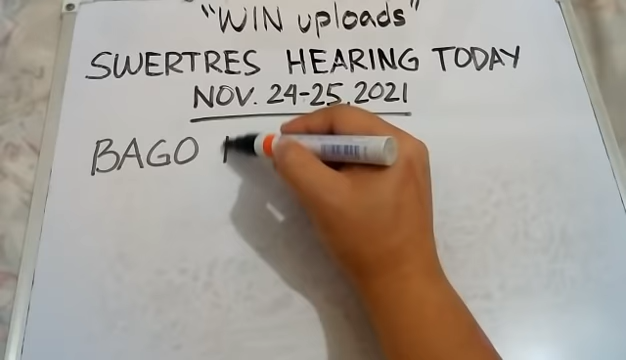 "WIN uploads"
SWERTRES HEARING TODAY
NOV. 24-25, 2021
BAGO